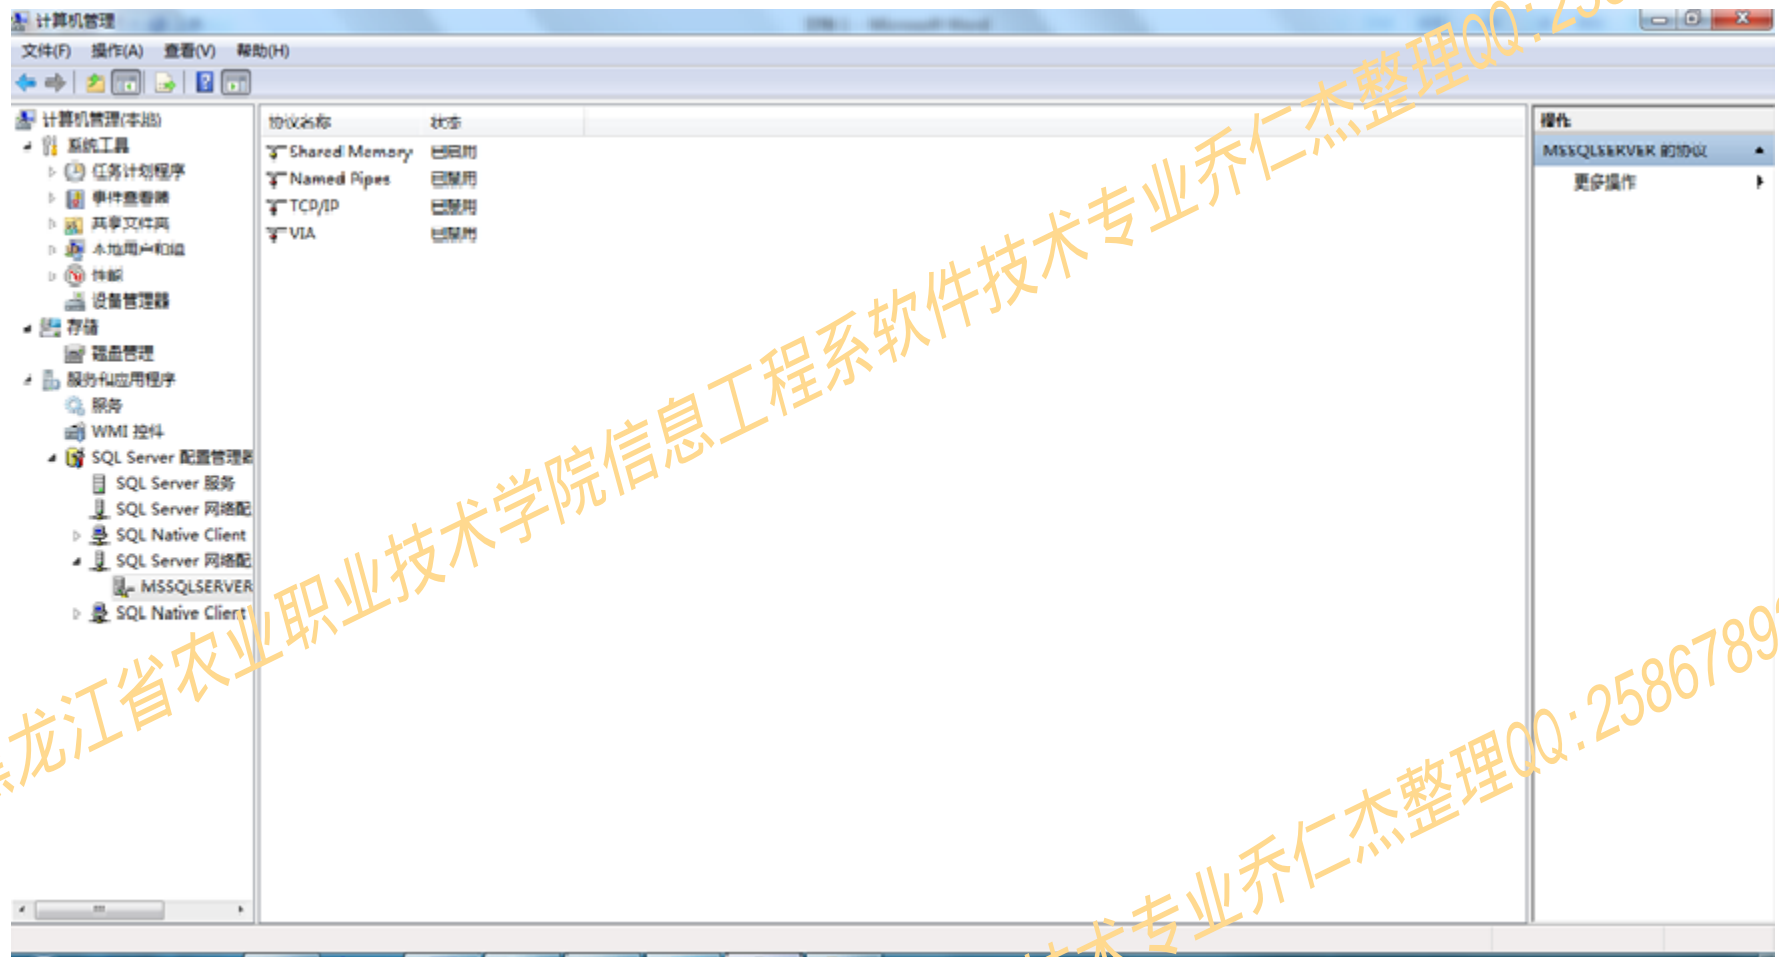 计算机管理
文件(F) 操作(A) 查看(V) 帮助(H)
计算机管理(本地)
系统工具
任务计划程序
事件查看器
共享文件夹
本地用户和组
性能
设备管理器
存储
磁盘管理
服务和应用程序
服务
WMI 控件
SQL Server 配置管理器
SQL Server 服务
SQL Server 网络配
SQL Native Client
SQL Server 网络配
MSSQLSERVER
SQL Native Client
协议名称 状态
Shared Memory 已启用
Named Pipes 已禁用
TCP/IP 已禁用
VIA 已禁用
操作
MSSQLSERVER 的协议
更多操作
龙江省农业职业技术学院信息工程系软件技术专业乔仁杰整理QQ:258
术专业乔仁杰整理QQ:2586789